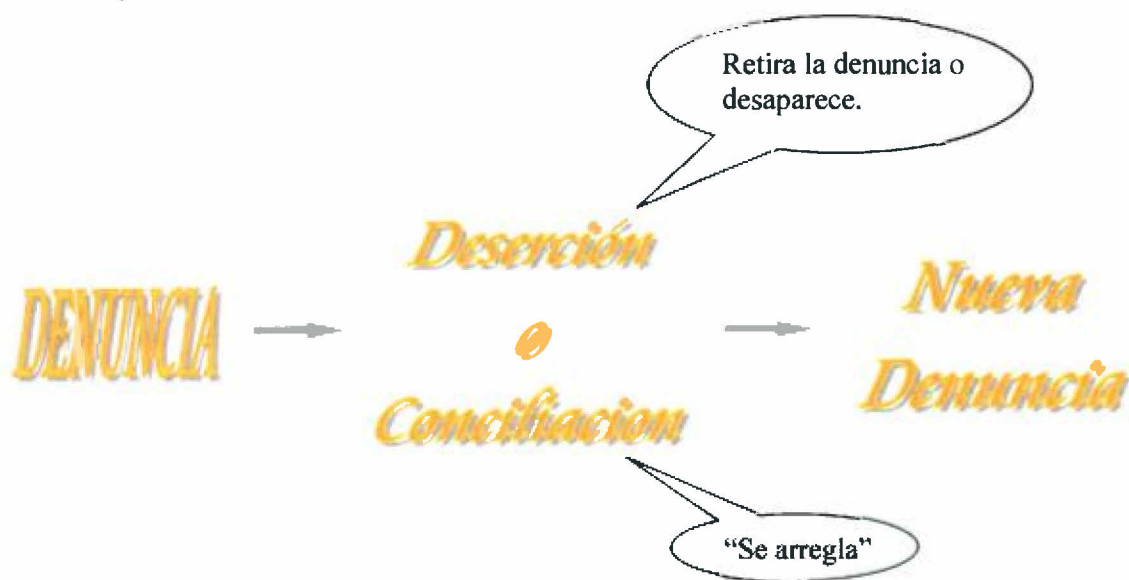 Retira la denuncia o
desaparece.
Deserción
DENUNCIA
o
Nueva
Denuncia
Conciliacion
"Se arregla"